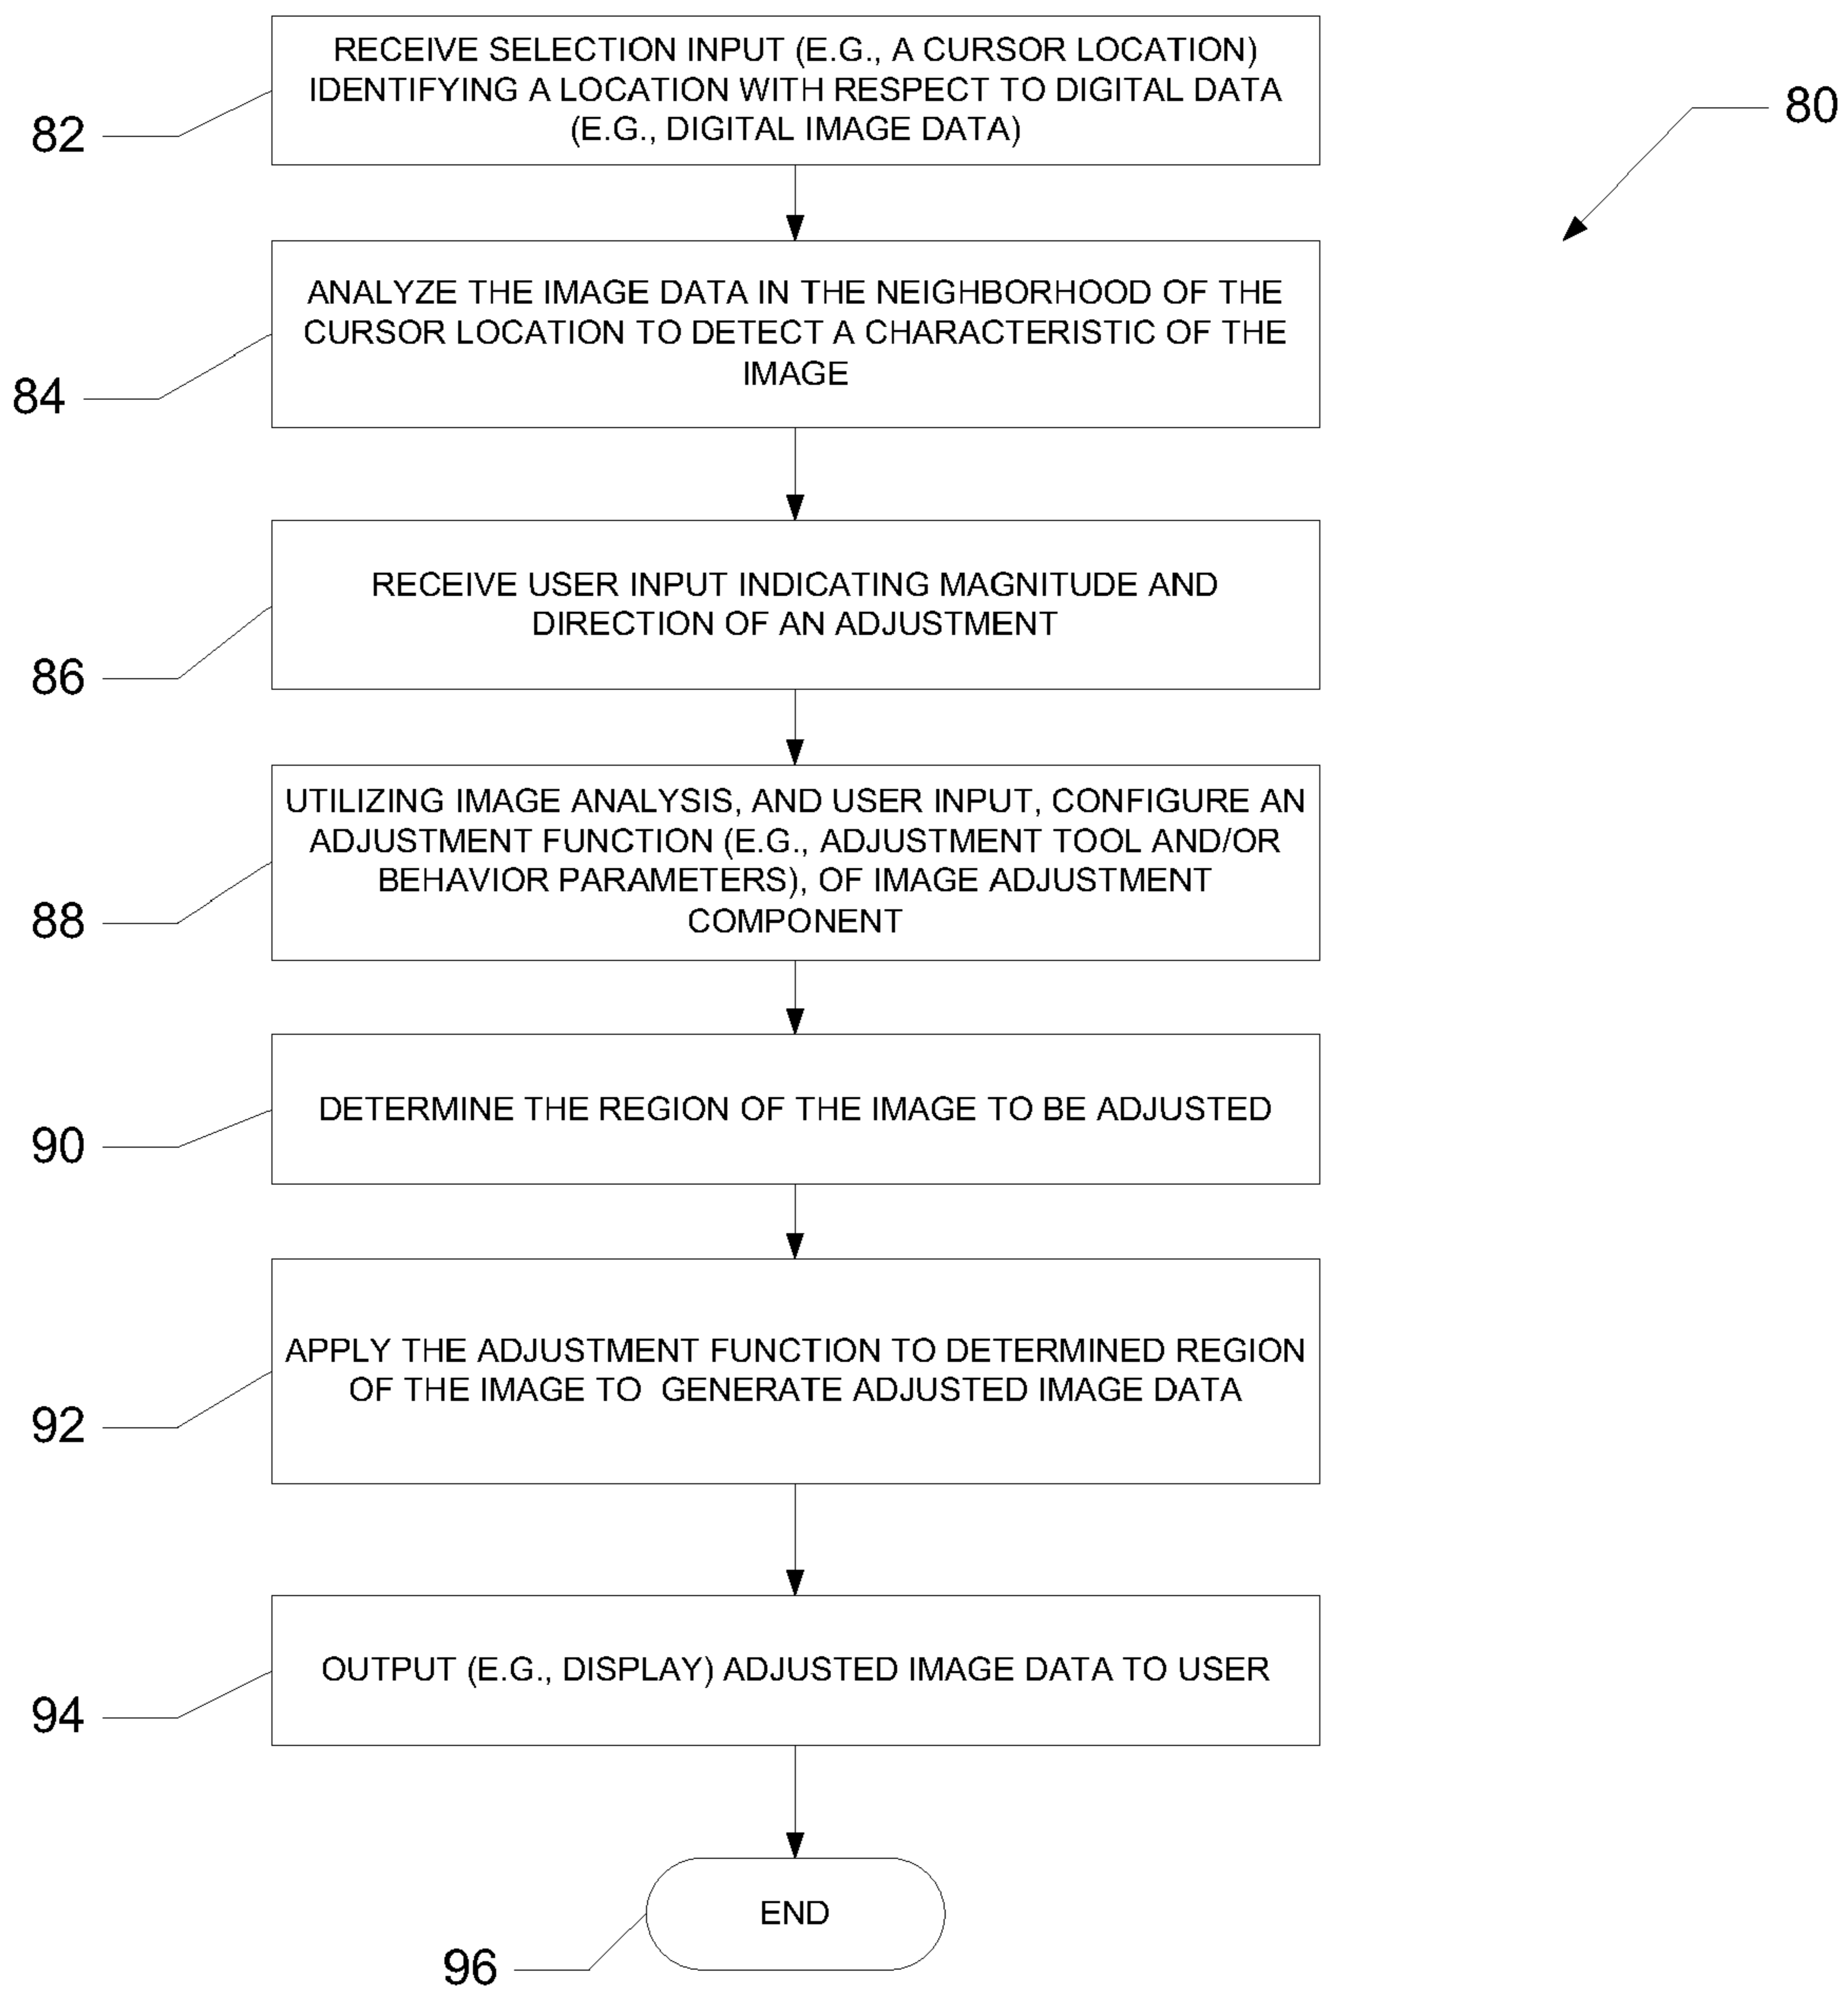 RECEIVE SELECTION INPUT (E.G., A CURSOR LOCATION)
IDENTIFYING A LOCATION WITH RESPECT TO DIGITAL DATA
(E.G., DIGITAL IMAGE DATA)
82
80
ANALYZE THE IMAGE DATA IN THE NEIGHBORHOOD OF THE
CURSOR LOCATION TO DETECT A CHARACTERISTIC OF THE
IMAGE
84
RECEIVE USER INPUT INDICATING MAGNITUDE AND
DIRECTION OF AN ADJUSTMENT
86
UTILIZING IMAGE ANALYSIS, AND USER INPUT, CONFIGURE AN
ADJUSTMENT FUNCTION (E.G., ADJUSTMENT TOOL AND/OR
BEHAVIOR PARAMETERS), OF IMAGE ADJUSTMENT
COMPONENT
88
DETERMINE THE REGION OF THE IMAGE TO BE ADJUSTED
90
APPLY THE ADJUSTMENT FUNCTION TO DETERMINED REGION
OF THE IMAGE TO GENERATE ADJUSTED IMAGE DATA
92
OUTPUT (E.G., DISPLAY) ADJUSTED IMAGE DATA TO USER
94
END
96